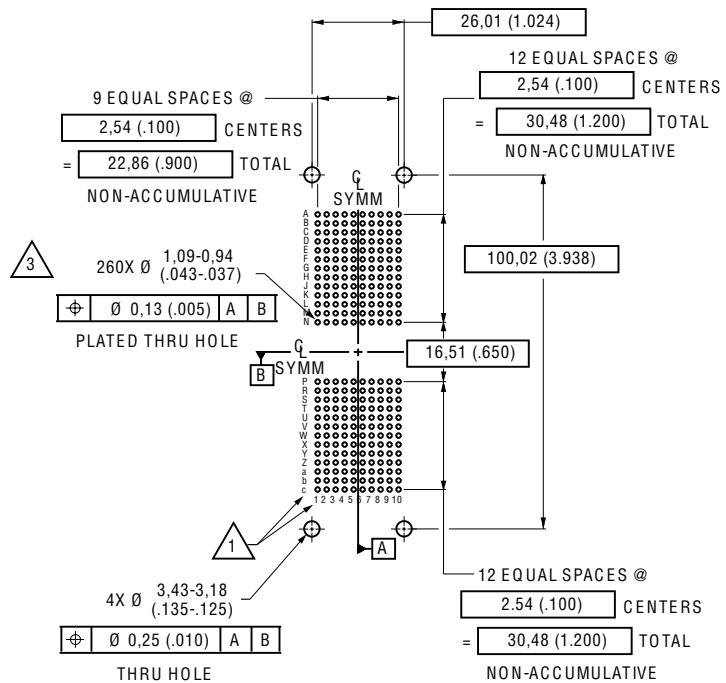 26,01 (1.024)
12 EQUAL SPACES @
2,54 (.100) CENTERS
= 30,48 (1.200) TOTAL
NON-ACCUMULATIVE
9 EQUAL SPACES @
2,54 (.100) CENTERS
= 22,86 (.900) TOTAL
NON-ACCUMULATIVE
CL
SYMM
A
B
C
D
E
F
G
H
J
K
L
M
N
3
260X Ø 1,09-0,94
(.043-.037)
⌖ Ø 0,13 (.005) A B
PLATED THRU HOLE
100,02 (3.938)
CL
SYMM
B
16,51 (.650)
P
R
S
T
U
V
W
X
Y
Z
a
b
c
1 2 3 4 5 6 7 8 9 10
1
A
4X Ø 3,43-3,18
(.135-.125)
⌖ Ø 0,25 (.010) A B
THRU HOLE
12 EQUAL SPACES @
2.54 (.100) CENTERS
= 30,48 (1.200) TOTAL
NON-ACCUMULATIVE